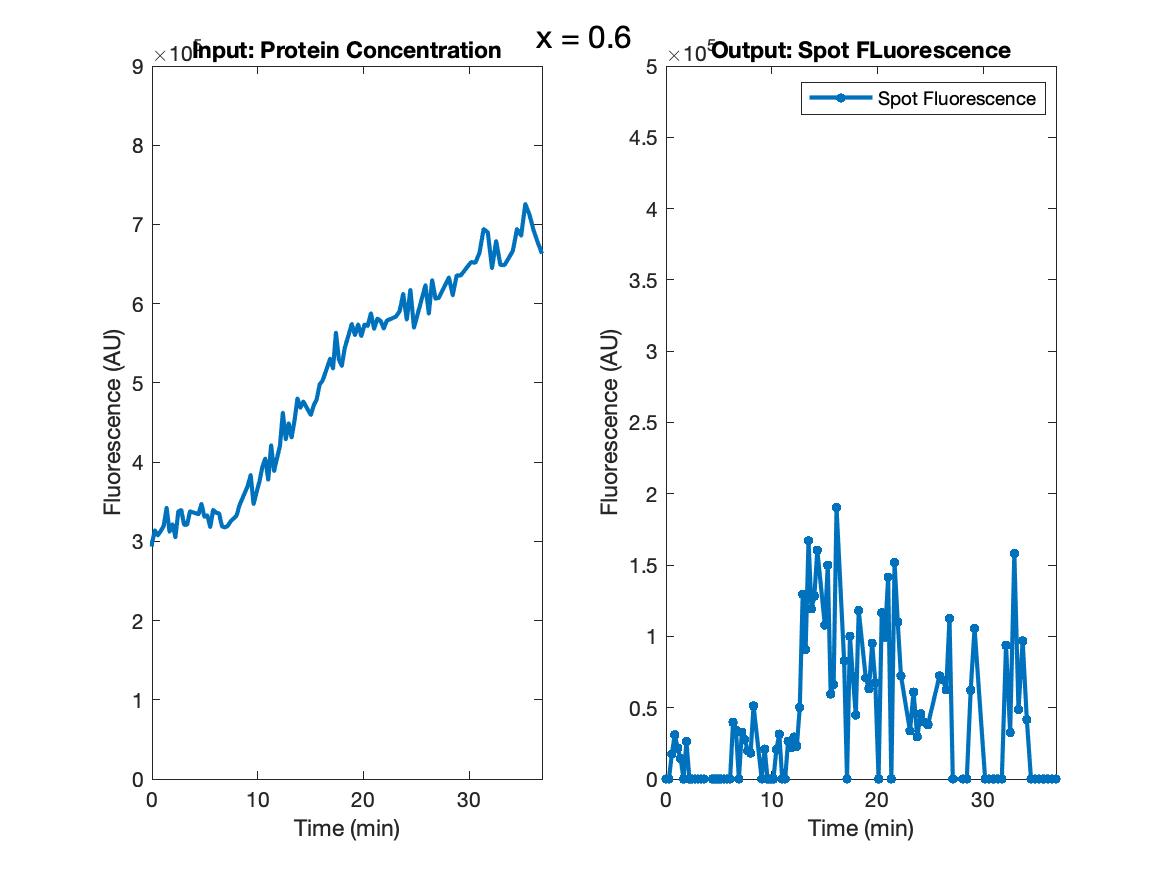 x = 0.6
×10⁵
Input: Protein Concentration
9
8
7
6
5
4
3
2
1
0
Fluorescence (AU)
0 10 20 30
Time (min)
×10⁵
Output: Spot FLuorescence
Spot Fluorescence
5
4.5
4
3.5
3
2.5
2
1.5
1
0.5
0
Fluorescence (AU)
0 10 20 30
Time (min)